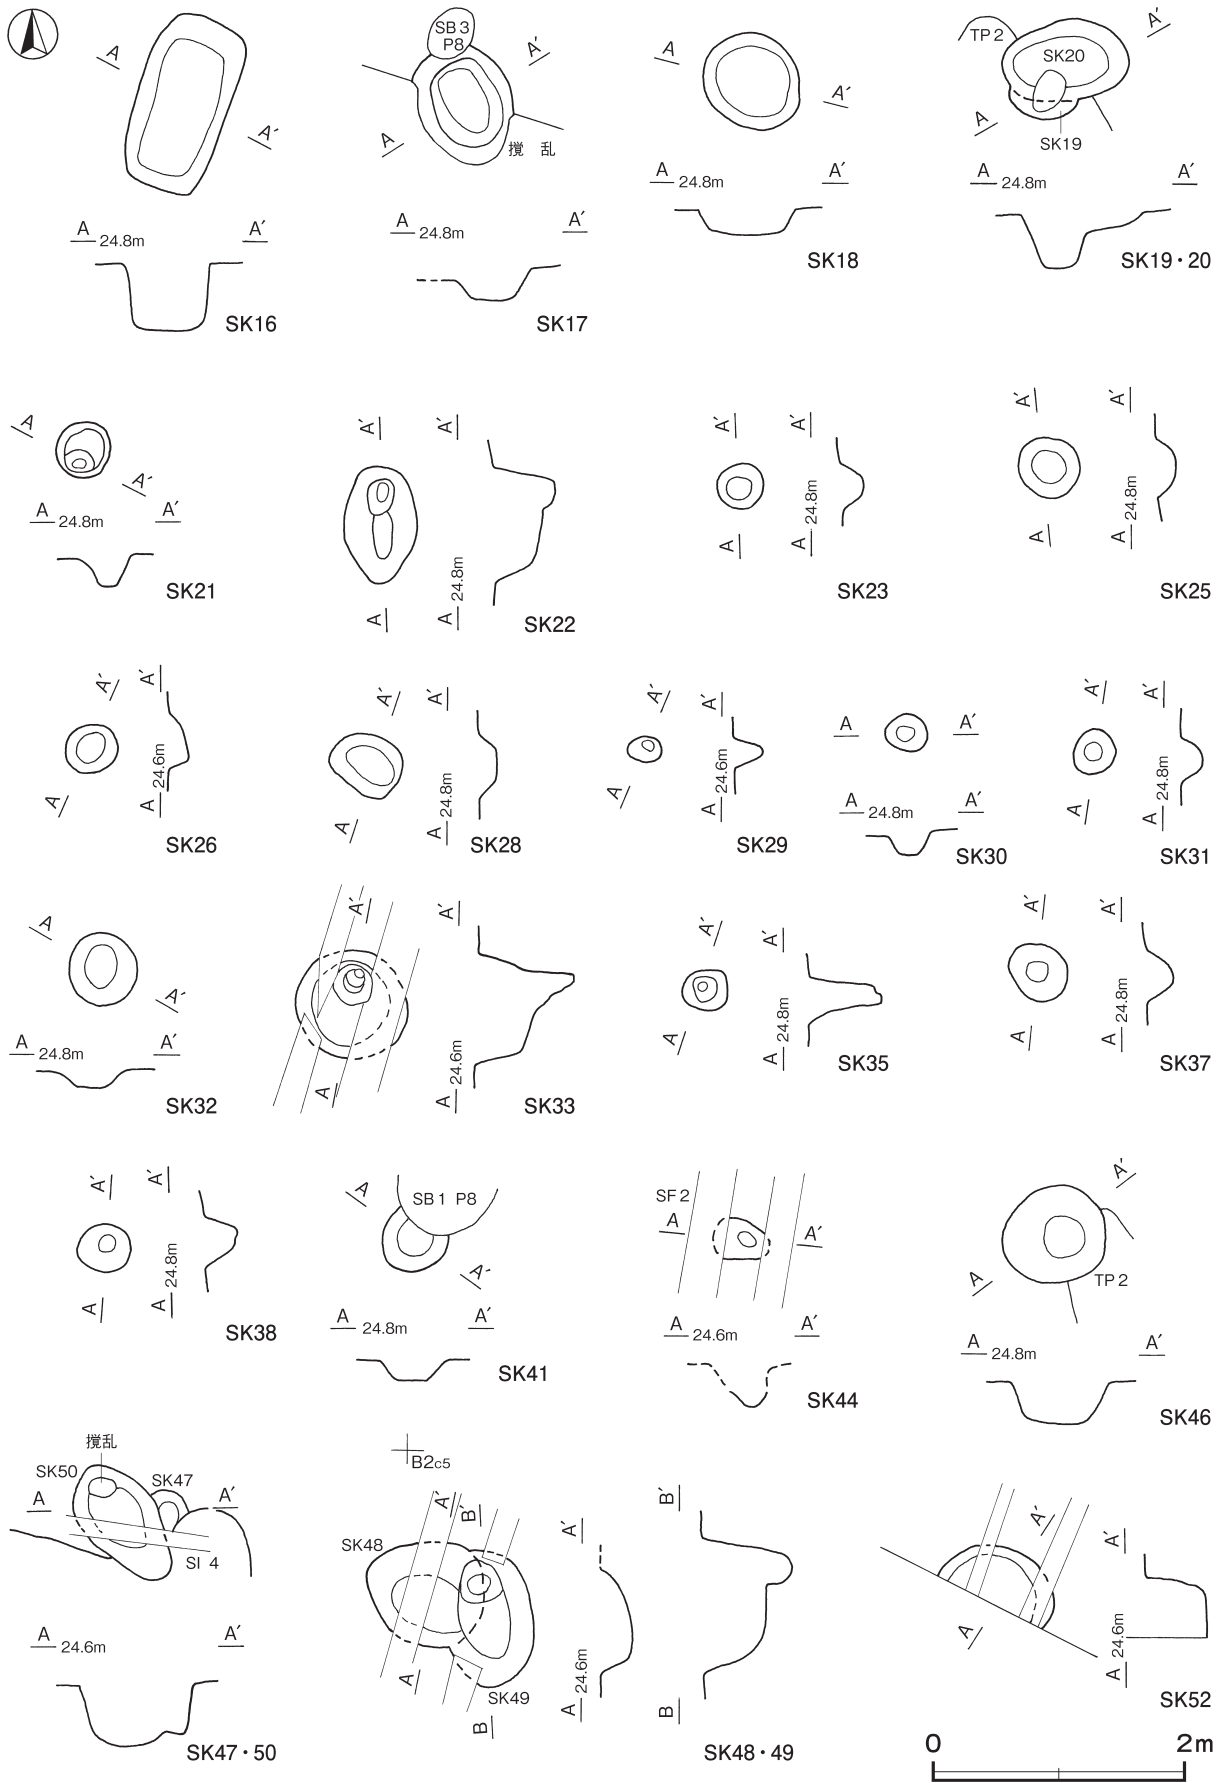 A
A′
A 24.8m A′
SK16
SB 3
P8
A′
A
攪 乱
A 24.8m A′
SK17
A
A′
A 24.8m A′
SK18
TP 2
A′
SK20
A
SK19
A 24.8m A′
SK19・20
A
A′
A 24.8m A′
SK21
A′ A′
A A 24.8m
SK22
A′ A′
A A 24.8m
SK23
A′ A′
A A 24.8m
SK25
A′ A′
A A 24.6m
SK26
A′ A′
A A 24.8m
SK28
A′ A′
A A 24.6m
SK29
A A′
A 24.8m A′
SK30
A′ A′
A A 24.8m
SK31
A
A′
A 24.8m A′
SK32
A′ A′
A A 24.6m
SK33
A′ A′
A A 24.8m
SK35
A′ A′
A A 24.8m
SK37
A′ A′
A A 24.8m
SK38
A
SB 1 P8
A′
A 24.8m A′
SK41
SF 2
A A′
A 24.6m A′
SK44
A′
A
TP 2
A 24.8m A′
SK46
攪乱
SK50
SK47
A A′
SI 4
A 24.6m A′
SK47・50
B2c5
A′ B′ A′ B′
SK48
A
SK49
B
A 24.6m
B
SK48・49
A′ A′
A A 24.6m
SK52
0 2m